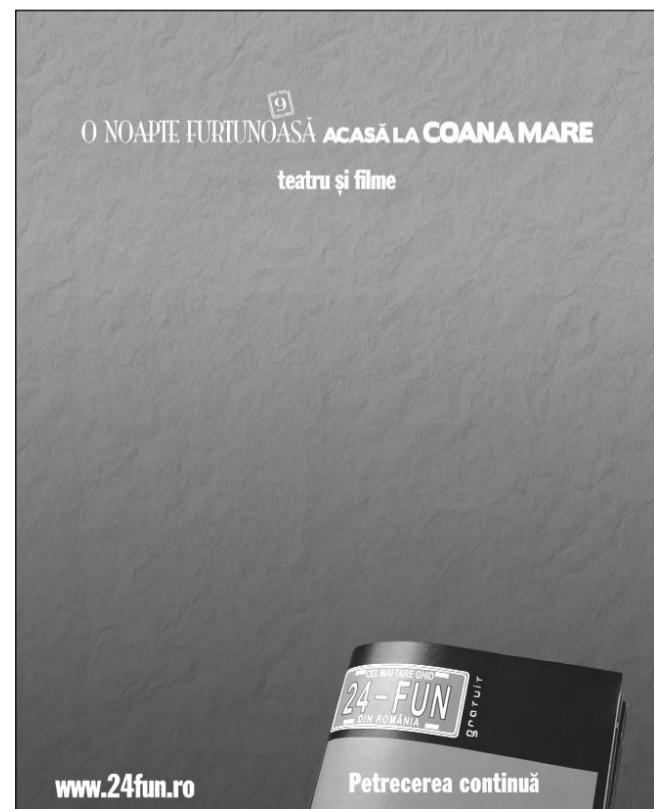 9
O NOAPTE FURTUNOASĂ ACASĂ LA COANA MARE
teatru și filme
CEL MAI TARE GHID
24-FUN
DIN ROMÂNIA
gratuit
www.24fun.ro
Petrecerea continuă